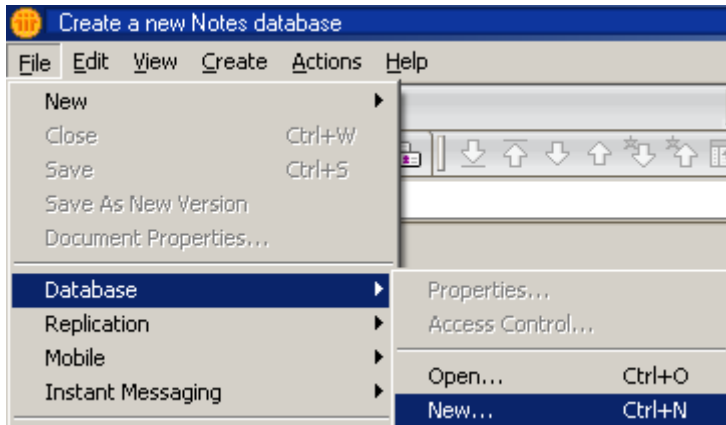 Create a new Notes database
File Edit View Create Actions Help
New
Close Ctrl+W
Save Ctrl+S
Save As New Version
Document Properties...
Database
Replication
Mobile
Instant Messaging
Properties...
Access Control...
Open... Ctrl+O
New... Ctrl+N